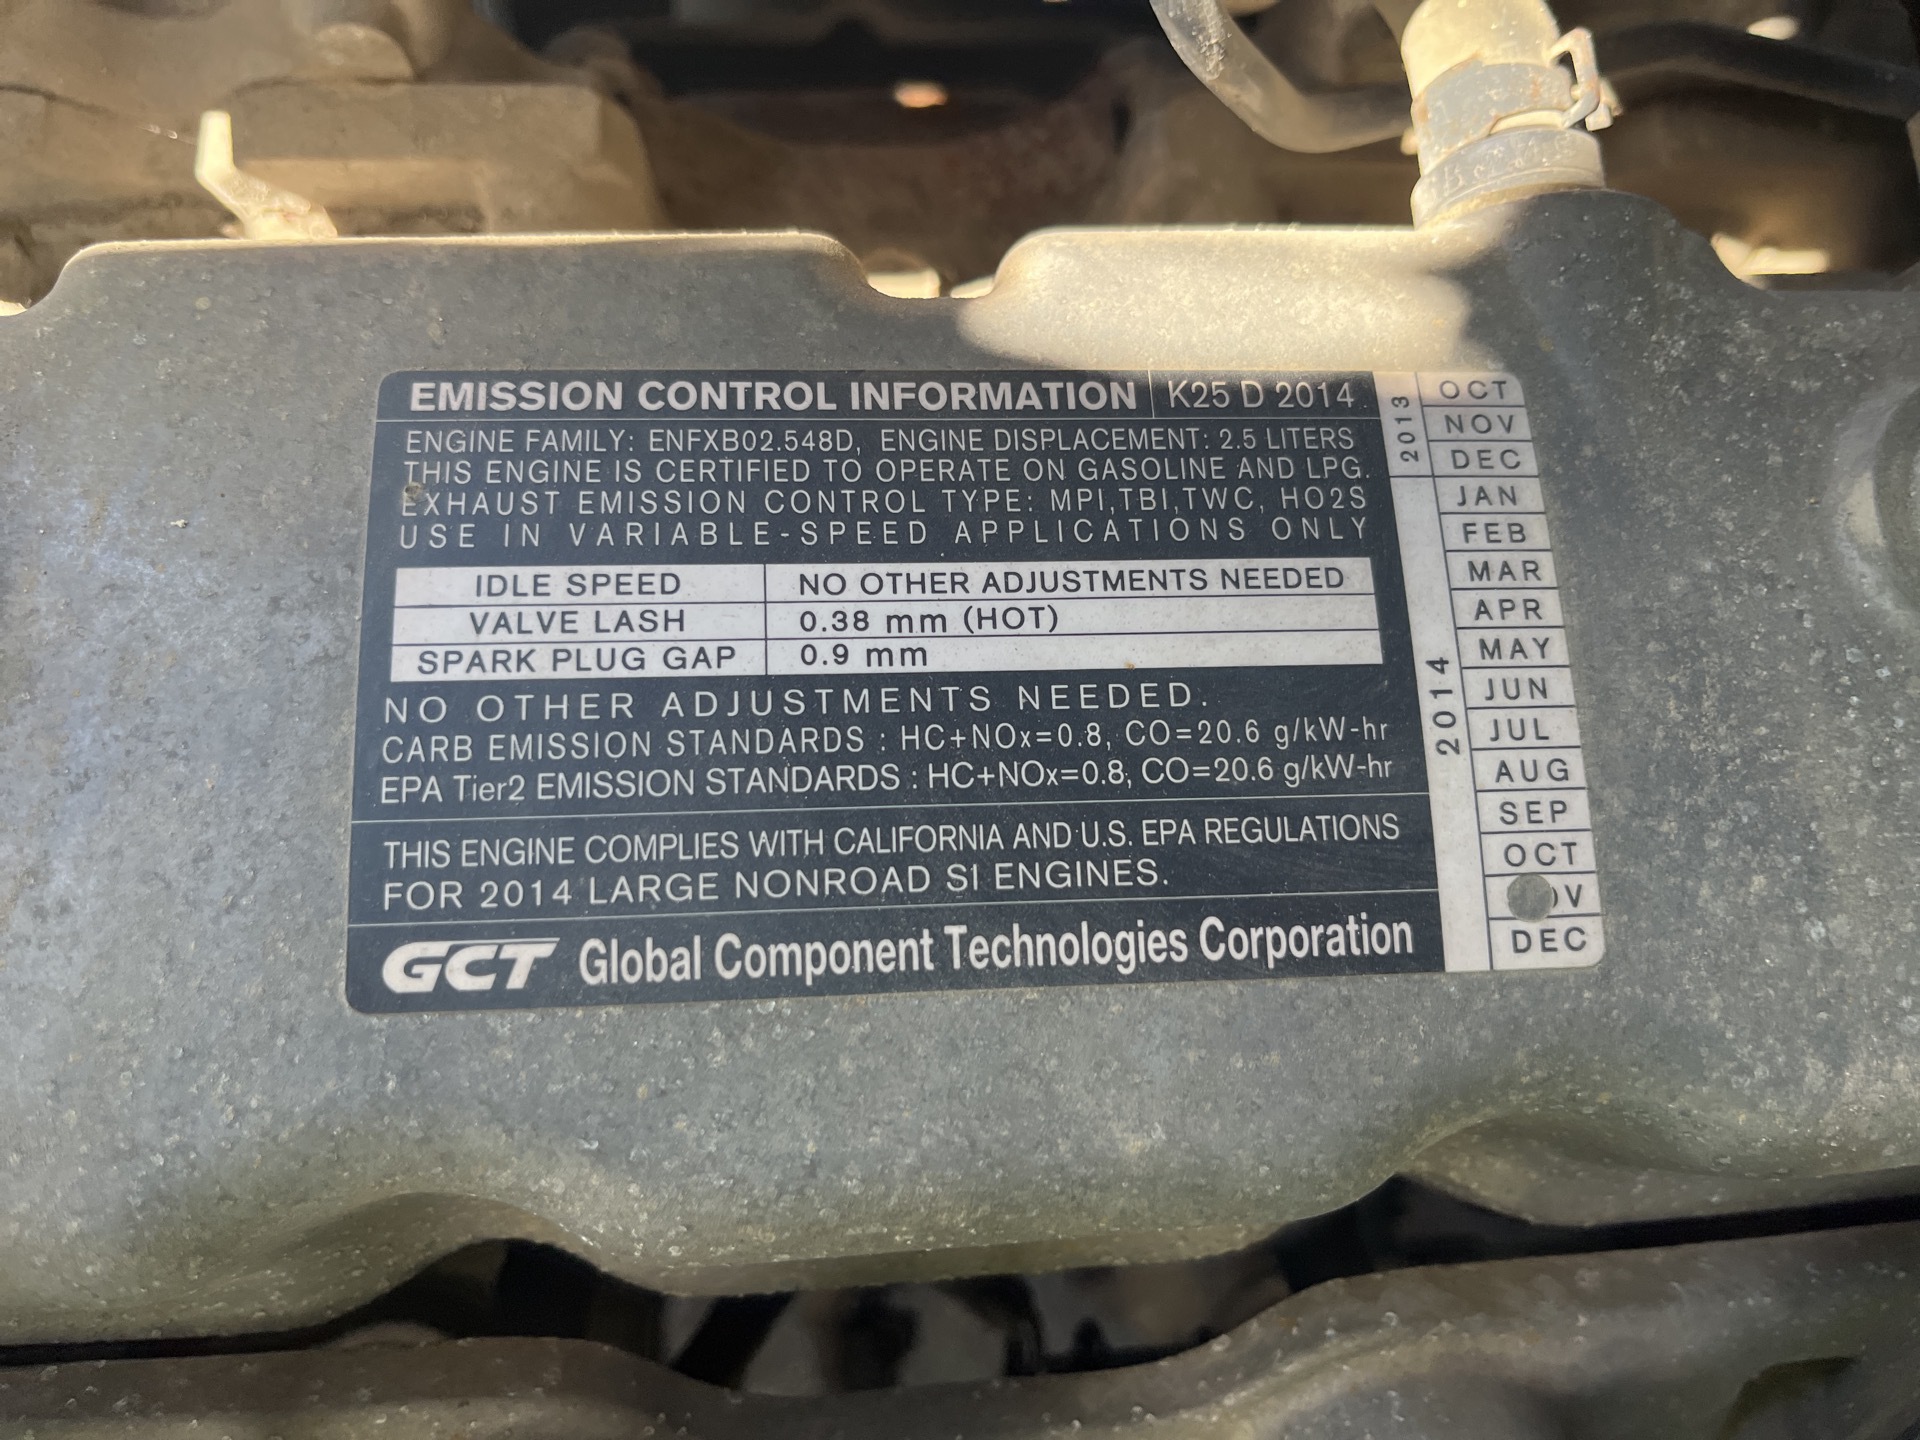 EMISSION CONTROL INFORMATION K25 D 2014
ENGINE FAMILY: ENFXB02.548D, ENGINE DISPLACEMENT: 2.5 LITERS
THIS ENGINE IS CERTIFIED TO OPERATE ON GASOLINE AND LPG.
EXHAUST EMISSION CONTROL TYPE: MPI,TBI,TWC, HO2S
USE IN VARIABLE-SPEED APPLICATIONS ONLY
IDLE SPEED NO OTHER ADJUSTMENTS NEEDED
VALVE LASH 0.38 mm (HOT)
SPARK PLUG GAP 0.9 mm
NO OTHER ADJUSTMENTS NEEDED.
CARB EMISSION STANDARDS : HC+NOx=0.8, CO=20.6 g/kW-hr
EPA Tier2 EMISSION STANDARDS : HC+NOx=0.8, CO=20.6 g/kW-hr
THIS ENGINE COMPLIES WITH CALIFORNIA AND U.S. EPA REGULATIONS
FOR 2014 LARGE NONROAD SI ENGINES.
GCT Global Component Technologies Corporation
2013
OCT
NOV
DEC
2014
JAN
FEB
MAR
APR
MAY
JUN
JUL
AUG
SEP
OCT
OV
DEC